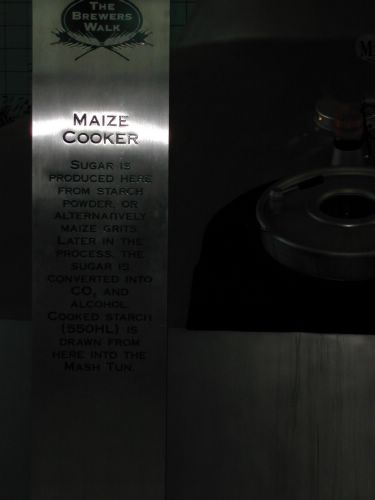 The
Brewers
Walk
Maize
Cooker
Sugar is
produced here
from starch
powder, or
alternatively
maize grits.
Later in the
process, the
sugar is
converted into
CO₂ and
alcohol.
Cooked starch
(550HL) is
drawn from
here into the
Mash Tun.